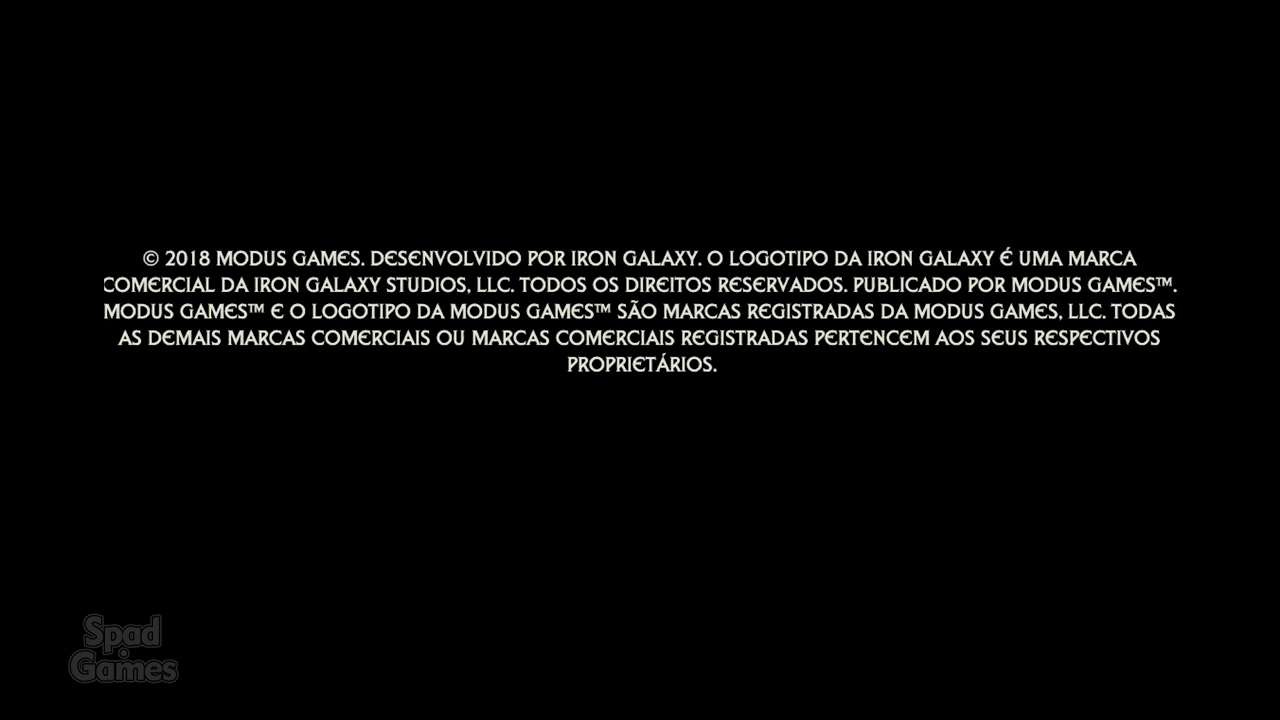 © 2018 MODUS GAMES. DESENVOLVIDO POR IRON GALAXY. O LOGOTIPO DA IRON GALAXY É UMA MARCA
COMERCIAL DA IRON GALAXY STUDIOS, LLC. TODOS OS DIREITOS RESERVADOS. PUBLICADO POR MODUS GAMES™.
MODUS GAMES™ E O LOGOTIPO DA MODUS GAMES™ SÃO MARCAS REGISTRADAS DA MODUS GAMES, LLC. TODAS
AS DEMAIS MARCAS COMERCIAIS OU MARCAS COMERCIAIS REGISTRADAS PERTENCEM AOS SEUS RESPECTIVOS
PROPRIETÁRIOS.
Spad
Games